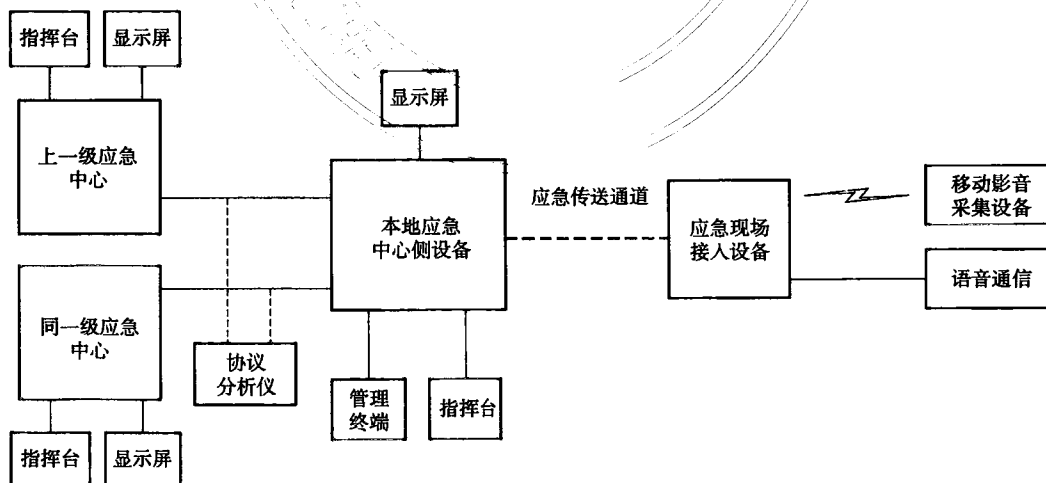 指挥台
显示屏
显示屏
上一级应急
中心
应急传送通道
移动影音
采集设备
本地应急
中心侧设备
应急现场
接入设备
语音通信
同一级应急
中心
协议
分析仪
管理
终端
指挥台
指挥台
显示屏